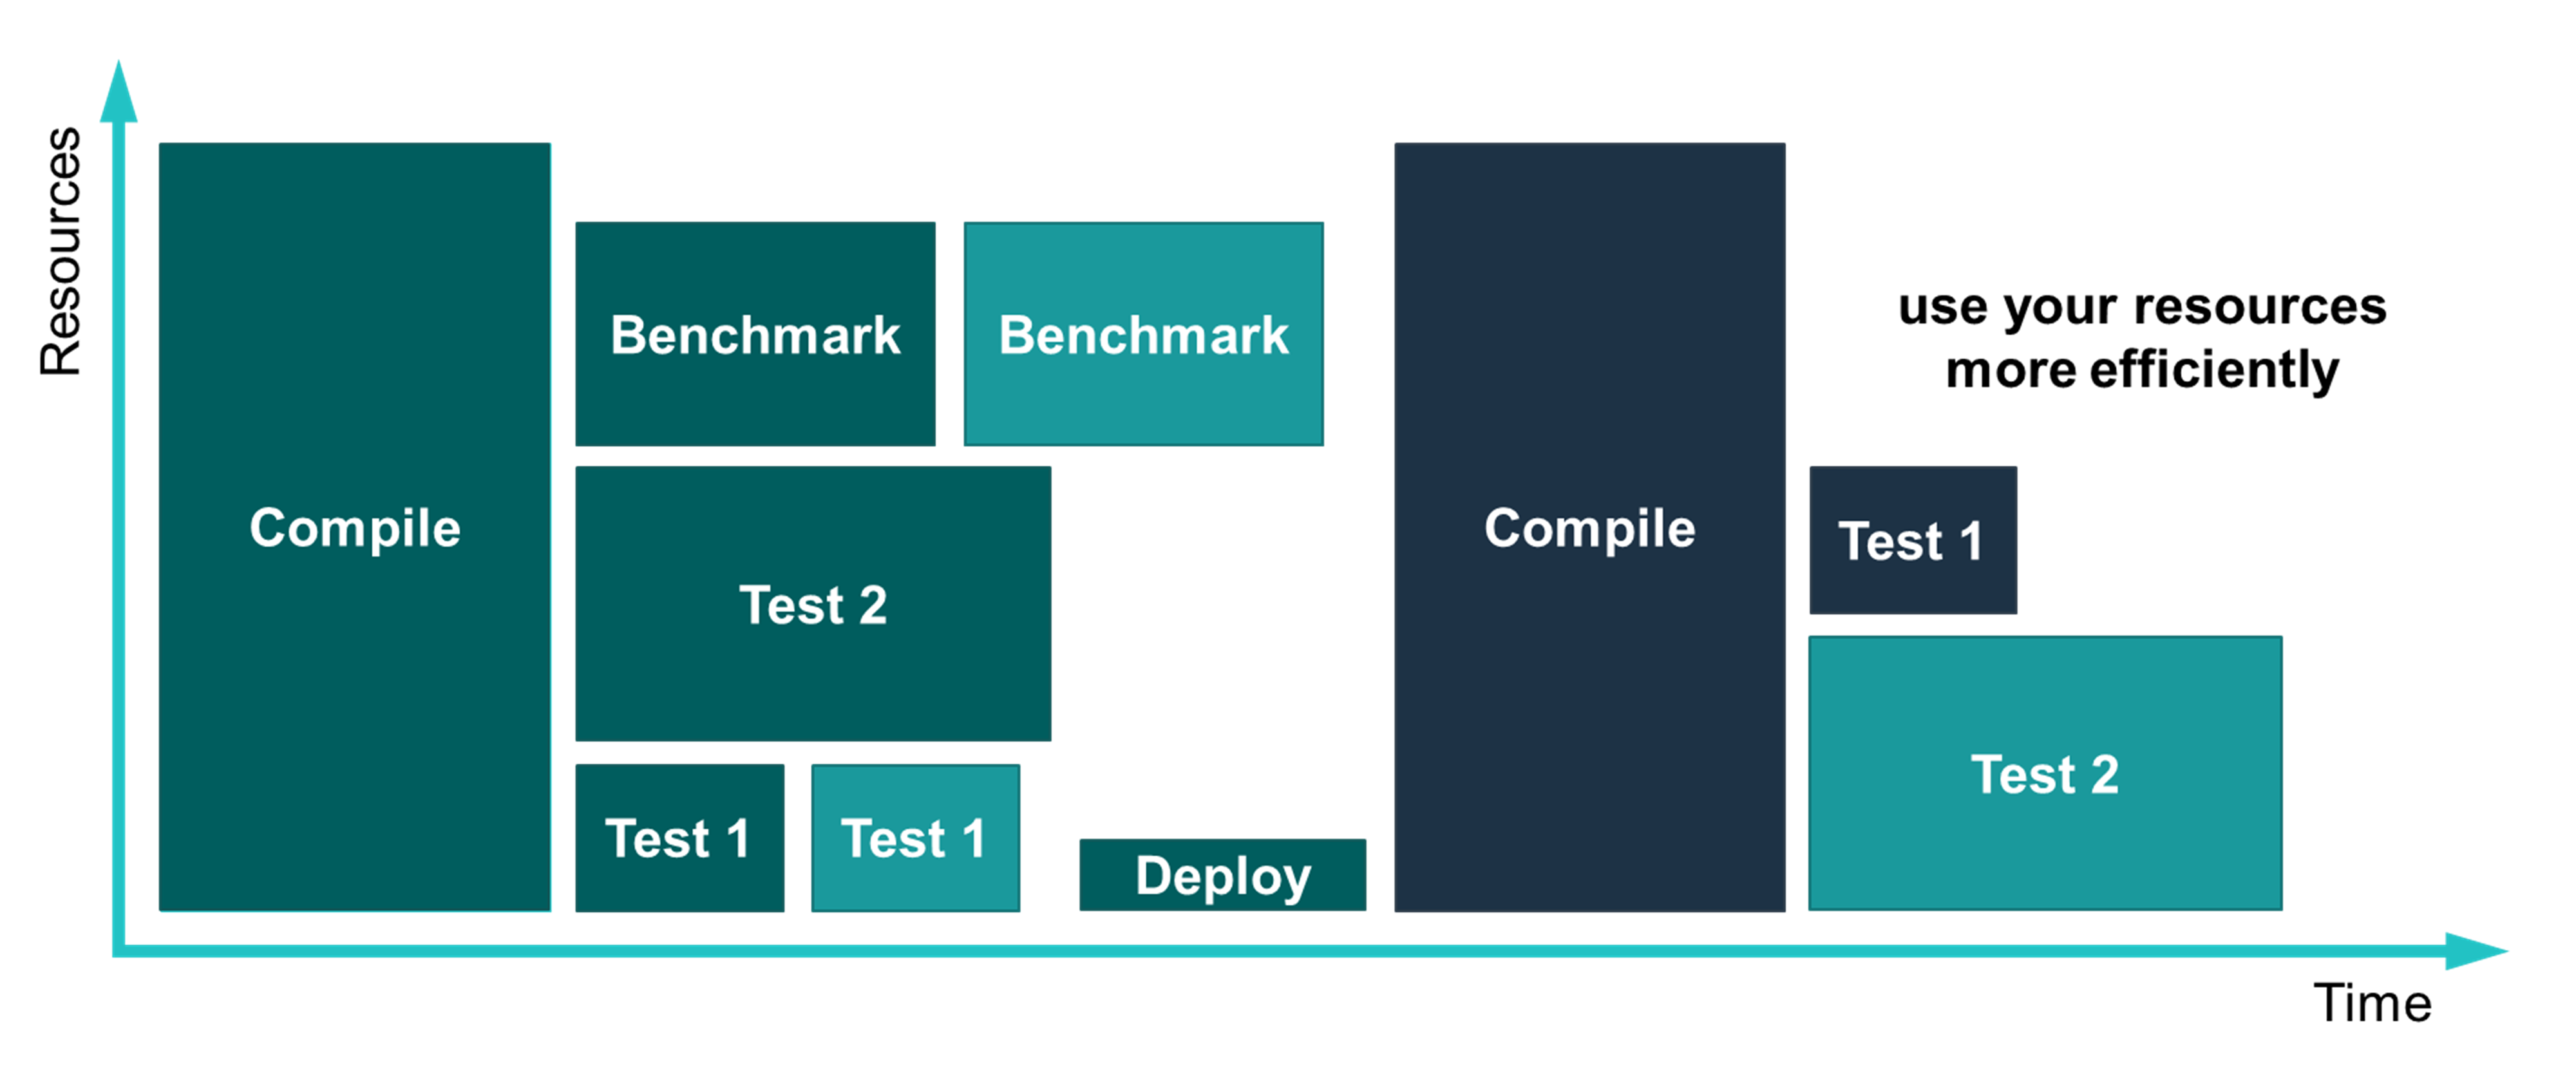 Resources
Compile
Benchmark
Benchmark
Test 2
Test 1
Test 1
Deploy
Compile
use your resources
more efficiently
Test 1
Test 2
Time